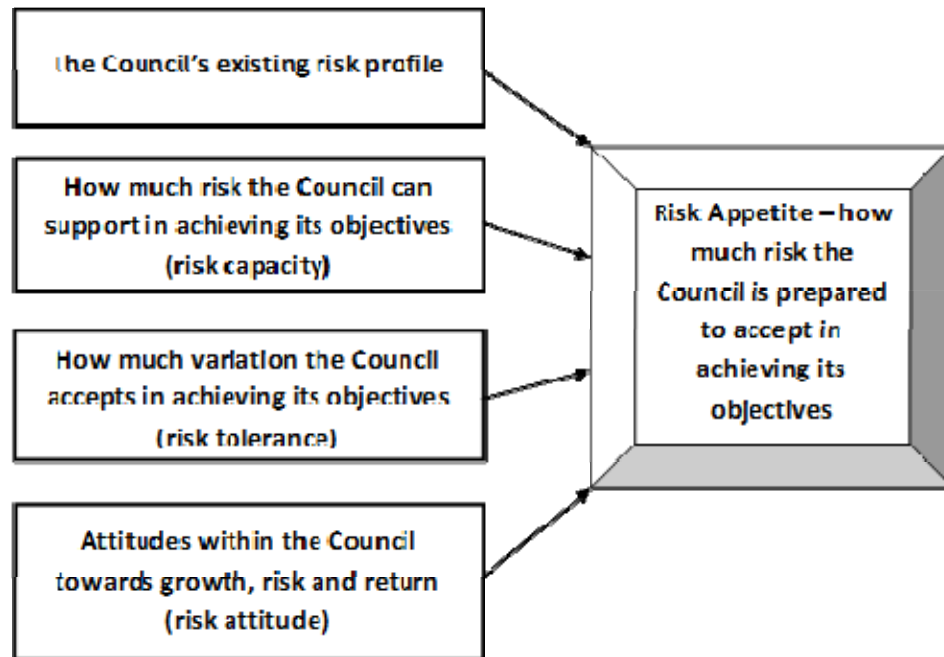 the Council's existing risk profile
How much risk the Council can
support in achieving its objectives
(risk capacity)
How much variation the Council
accepts in achieving its objectives
(risk tolerance)
Attitudes within the Council
towards growth, risk and return
(risk attitude)
Risk Appetite – how
much risk the
Council is prepared
to accept in
achieving its
objectives